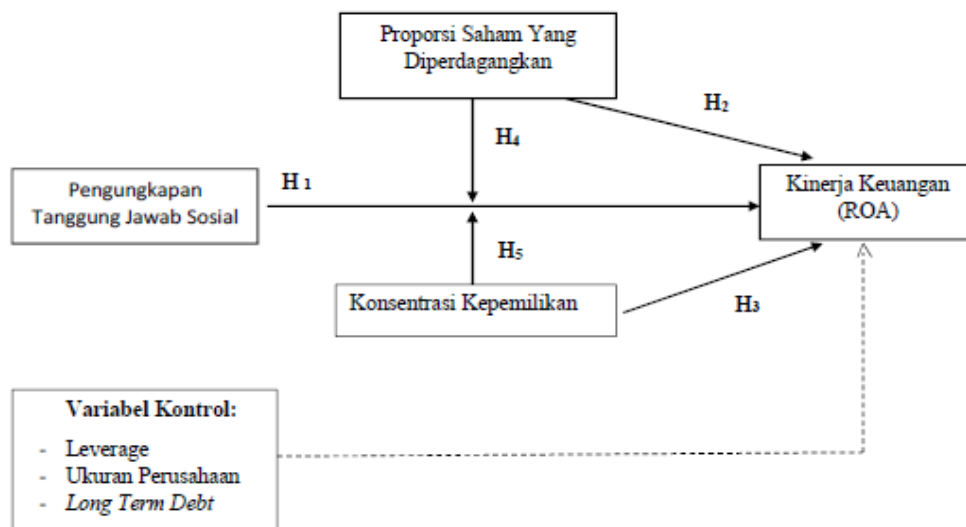 Proporsi Saham Yang
Diperdagangkan
H2
H4
H 1
Pengungkapan
Tanggung Jawab Sosial
Kinerja Keuangan
(ROA)
H5
Konsentrasi Kepemilikan
H3
Variabel Kontrol:
- Leverage
- Ukuran Perusahaan
- Long Term Debt